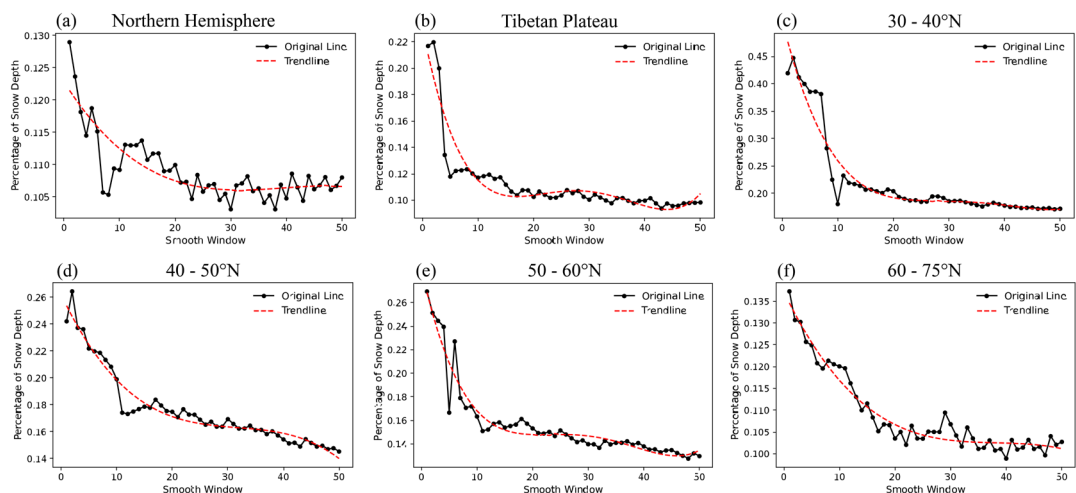 (a) Northern Hemisphere
Percentage of Snow Depth
0.130
0.125
0.120
0.115
0.110
0.105
Original Line
Trendline
0 10 20 30 40 50
Smooth Window
(b) Tibetan Plateau
Percentage of Snow Depth
0.22
0.20
0.18
0.16
0.14
0.12
0.10
Original Line
Trendline
0 10 20 30 40 50
Smooth Window
(c) 30 - 40°N
Percentage of Snow Depth
0.45
0.40
0.35
0.30
0.25
0.20
Original Line
Trendline
0 10 20 30 40 50
Smooth Window
(d) 40 - 50°N
Percentage of Snow Depth
0.26
0.24
0.22
0.20
0.18
0.16
0.14
Original Line
Trendline
0 10 20 30 40 50
Smooth Window
(e) 50 - 60°N
Percentage of Snow Depth
0.26
0.24
0.22
0.20
0.18
0.16
0.14
Original Line
Trendline
0 10 20 30 40 50
Smooth Window
(f) 60 - 75°N
Percentage of Snow Depth
0.135
0.130
0.125
0.120
0.115
0.110
0.105
0.100
Original Line
Trendline
0 10 20 30 40 50
Smooth Window